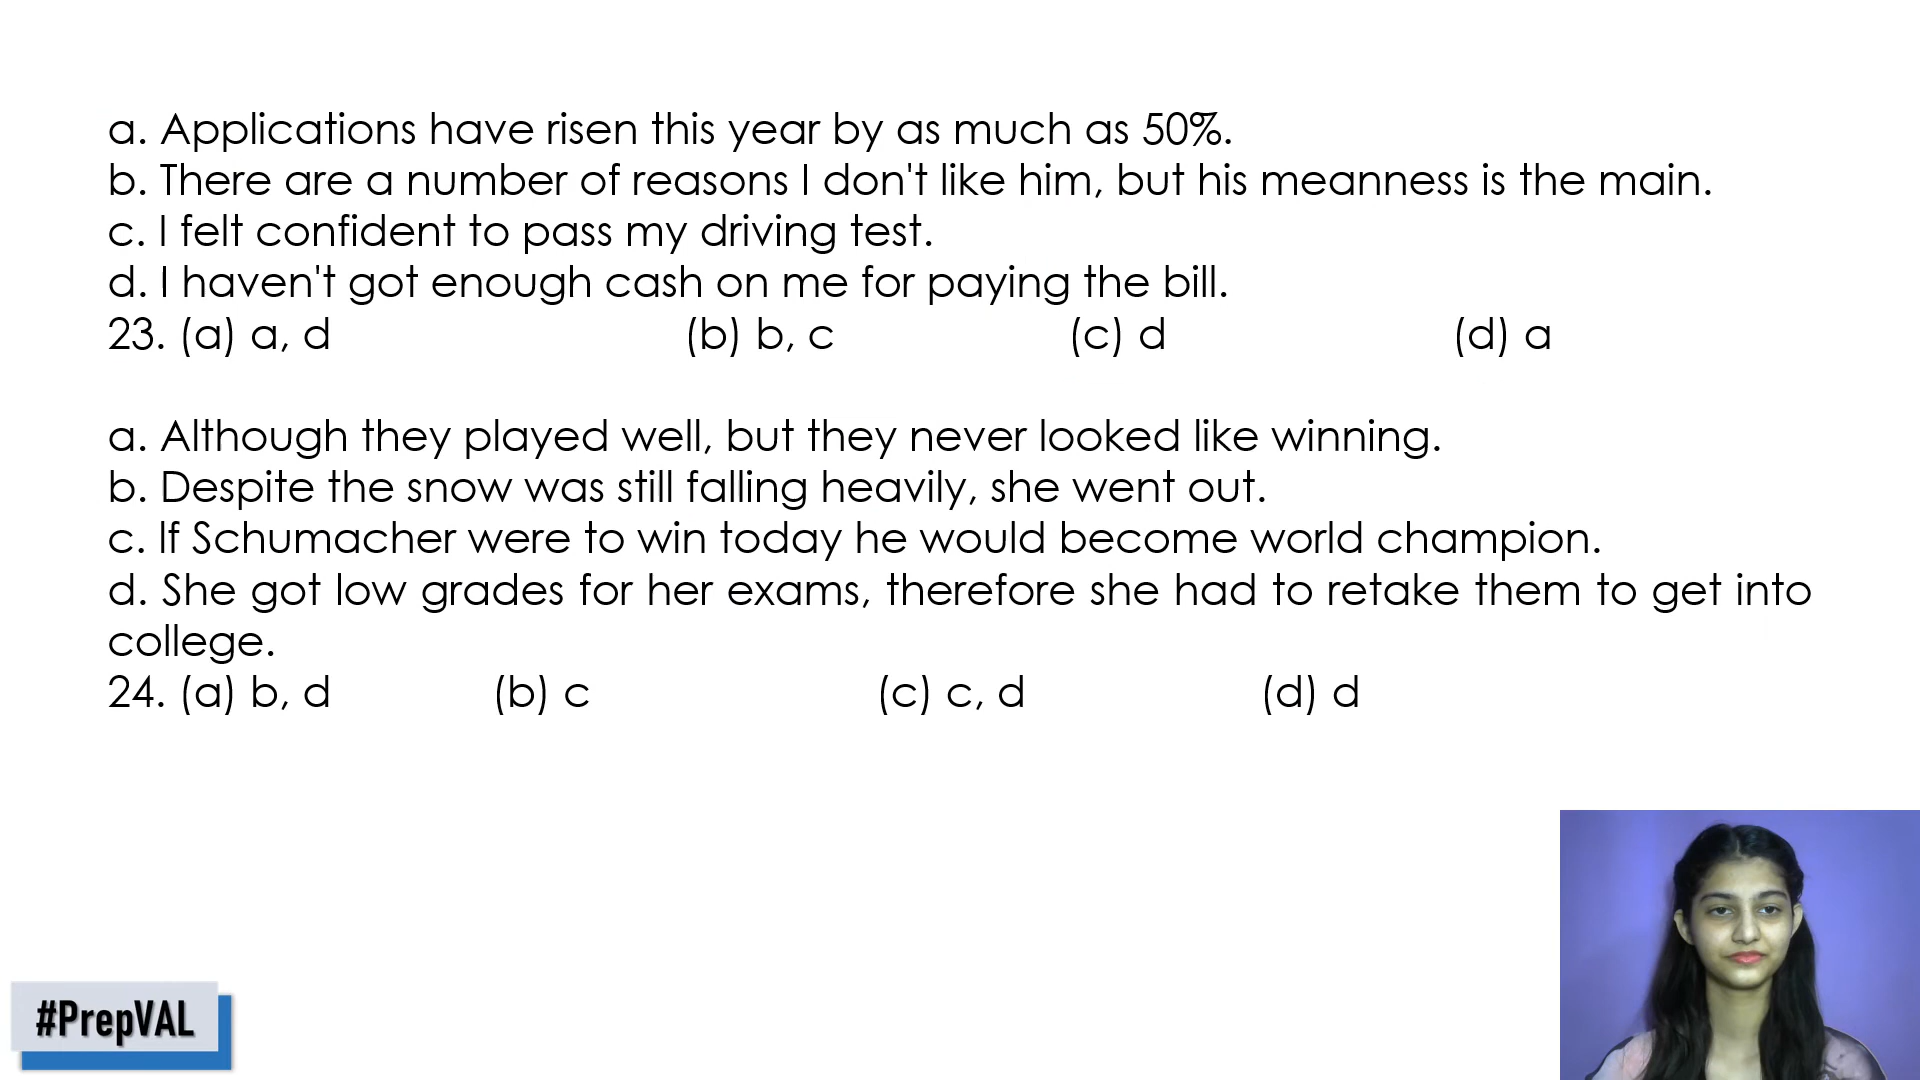 a. Applications have risen this year by as much as 50%.
b. There are a number of reasons I don't like him, but his meanness is the main.
c. I felt confident to pass my driving test.
d. I haven't got enough cash on me for paying the bill.
23. (a) a, d (b) b, c (c) d (d) a
a. Although they played well, but they never looked like winning.
b. Despite the snow was still falling heavily, she went out.
c. If Schumacher were to win today he would become world champion.
d. She got low grades for her exams, therefore she had to retake them to get into
college.
24. (a) b, d (b) c (c) c, d (d) d
#PrepVAL